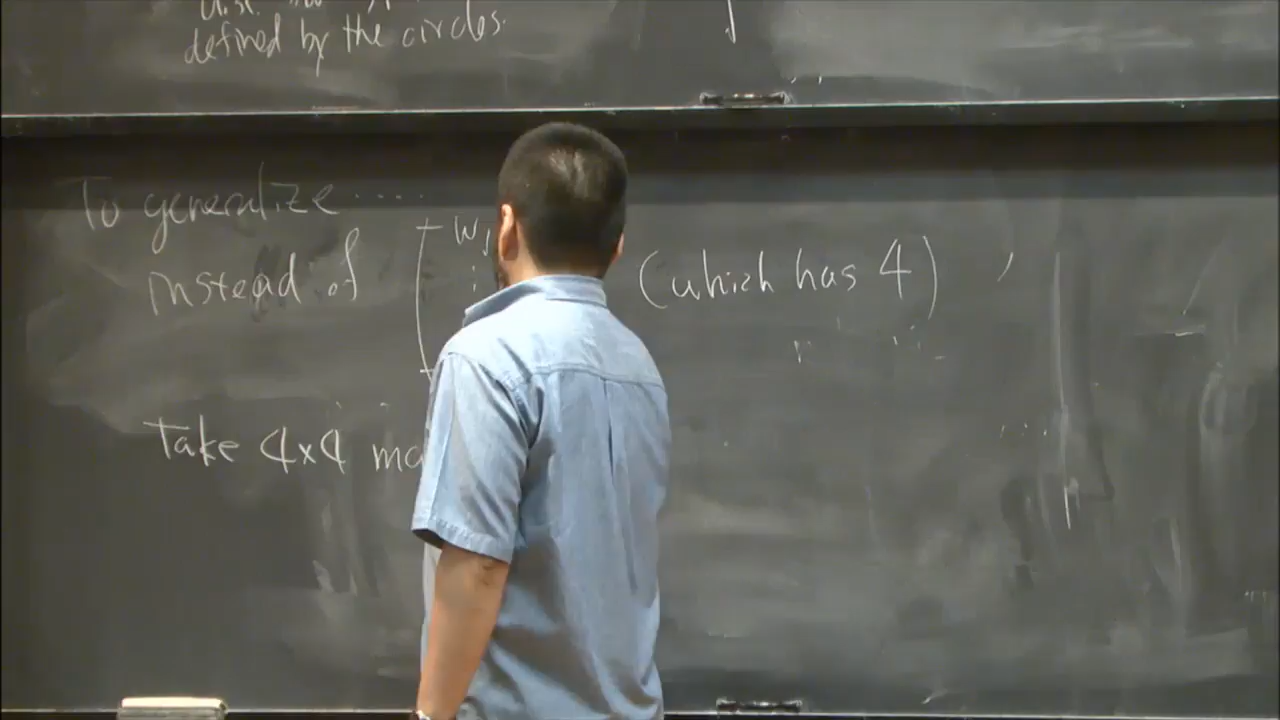 defined by the circles.
To generalize .....
instead of [ w (which has 4) ,
Take 4x4 ma